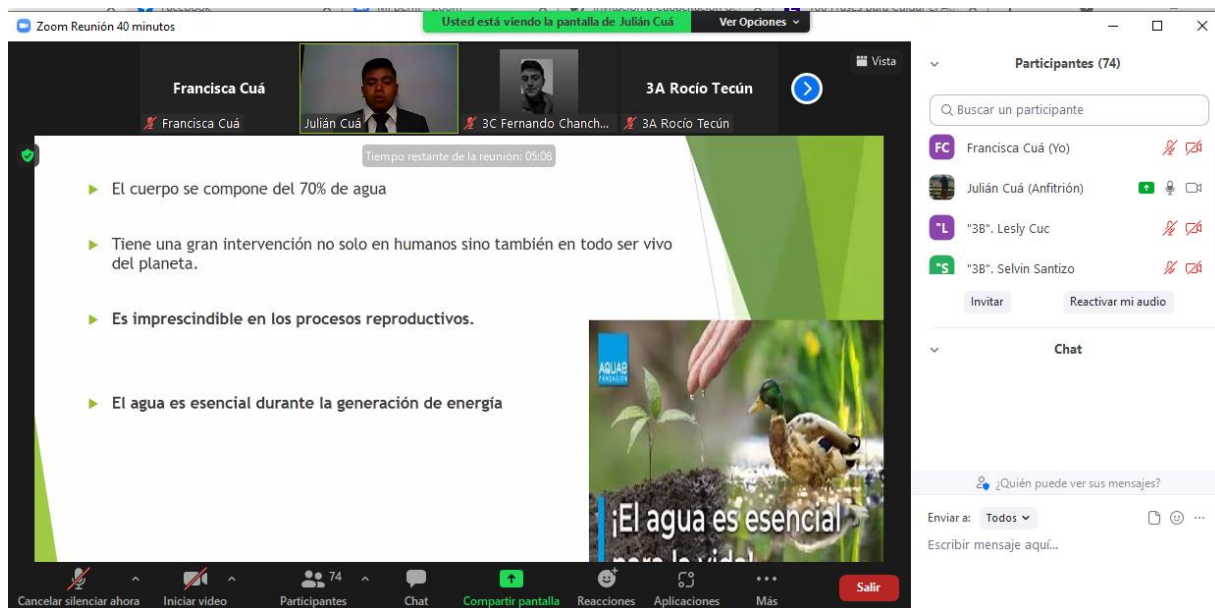 Zoom Reunión 40 minutos
Usted está viendo la pantalla de Julián Cuá
Ver Opciones
Vista
Francisca Cuá
3A Rocío Tecún
Francisca Cuá
Julián Cuá
3C Fernando Chanch...
3A Rocío Tecún
Tiempo restante de la reunión: 05:08
El cuerpo se compone del 70% de agua
Tiene una gran intervención no solo en humanos sino también en todo ser vivo
del planeta.
Es imprescindible en los procesos reproductivos.
El agua es esencial durante la generación de energía
AQUAE
FUNDACIÓN
¡El agua es esencial
para la vida!
Participantes (74)
Buscar un participante
FC Francisca Cuá (Yo)
Julián Cuá (Anfitrión)
"L "3B". Lesly Cuc
"S "3B". Selvin Santizo
Invitar Reactivar mi audio
Chat
¿Quién puede ver sus mensajes?
Enviar a: Todos
Escribir mensaje aquí...
Cancelar silenciar ahora
Iniciar video
74
Participantes
Chat
Compartir pantalla
Reacciones
Aplicaciones
Más
Salir